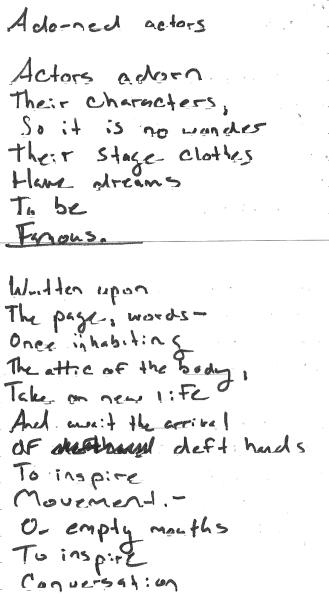 Adorned actors
Actors adorn
Their characters,
So it is no wonder
Their stage clothes
Have dreams
To be
Famous.
Written upon
The page, words-
Once inhabiting
The attic of the body,
Take on new life
And await the arrival
Of deft hands
To inspire
Movement.-
Or empty mouths
To inspire
Conversation